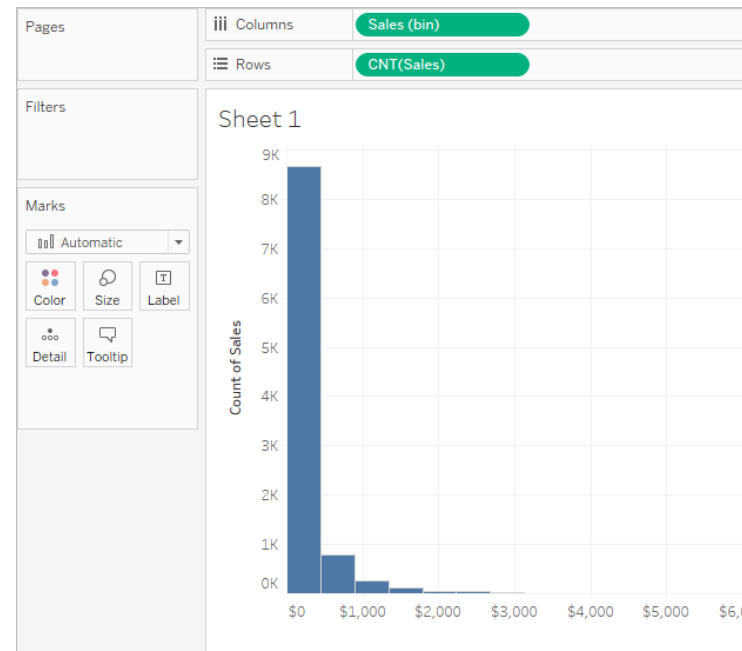 Pages
Columns
Sales (bin)
Rows
CNT(Sales)
Filters
Sheet 1
Marks
Automatic
Color
Size
T
Label
Detail
Tooltip
Count of Sales
9K
8K
7K
6K
5K
4K
3K
2K
1K
0K
$0 $1,000 $2,000 $3,000 $4,000 $5,000 $6,